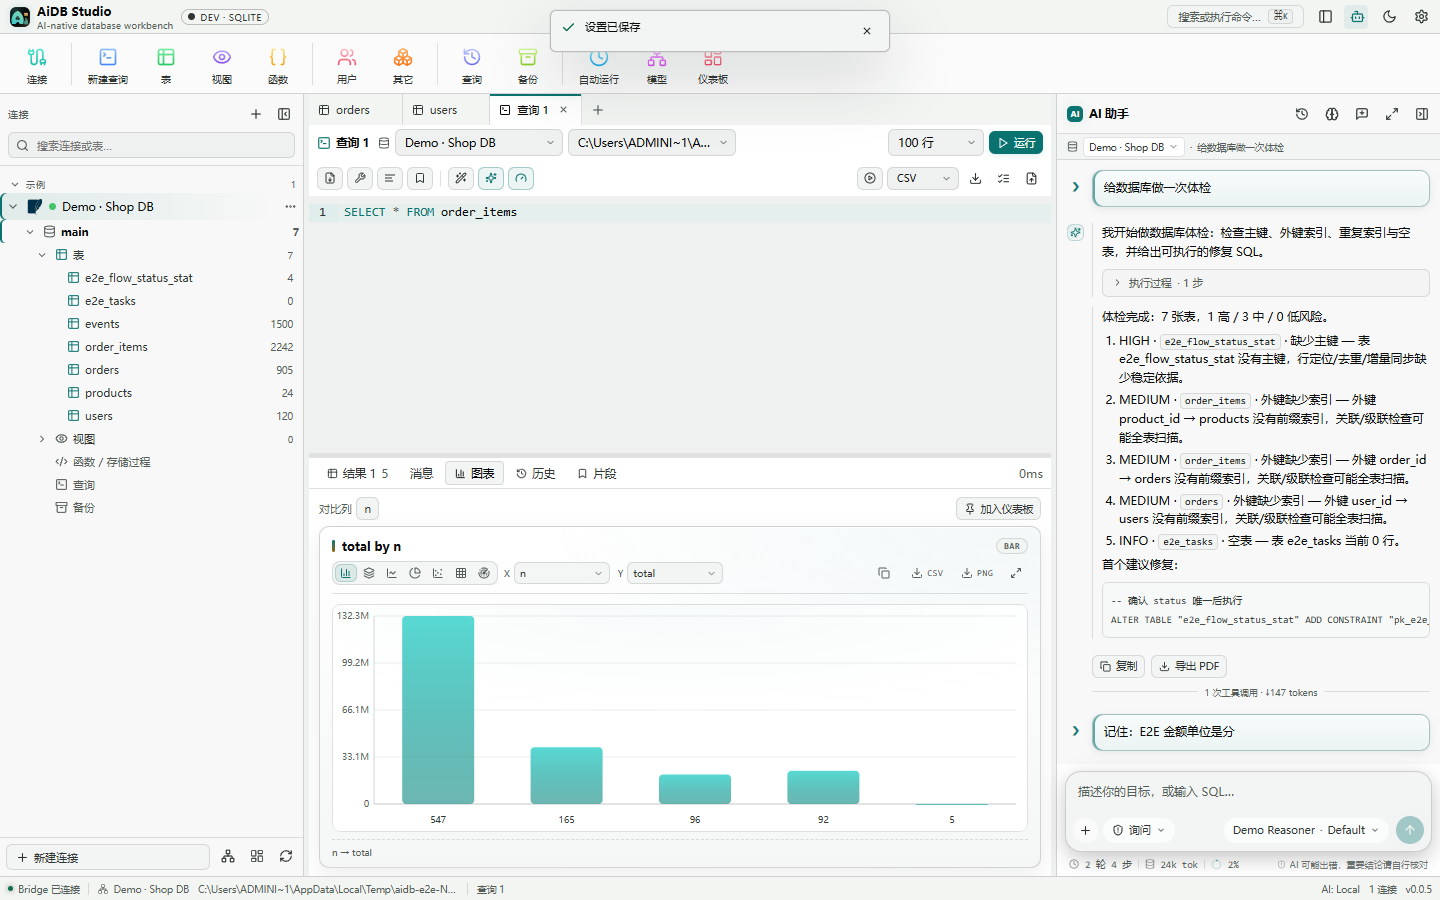 AiDB Studio
AI-native database workbench
DEV · SQLITE
设置已保存
搜索或执行命令...
⌘K
连接
新建查询
表
视图
函数
用户
其它
查询
备份
自动运行
模型
仪表板
连接
搜索连接或表...
示例
1
Demo · Shop DB
main
7
表
7
e2e_flow_status_stat
4
e2e_tasks
0
events
1500
order_items
2242
orders
905
products
24
users
120
视图
0
函数 / 存储过程
查询
备份
新建连接
orders
users
查询 1
查询 1
Demo · Shop DB
C:\Users\ADMINI~1\A...
100 行
运行
CSV
1
SELECT * FROM order_items
结果 1 5
消息
图表
历史
片段
0ms
对比列
n
加入仪表板
total by n
BAR
X
n
Y
total
CSV
PNG
132.3M
99.2M
66.1M
33.1M
0
547
165
96
92
5
n → total
AI
AI 助手
Demo · Shop DB
· 给数据库做一次体检
给数据库做一次体检
我开始做数据库体检：检查主键、外键索引、重复索引与空
表，并给出可执行的修复 SQL。
执行过程 · 1 步
体检完成：7 张表，1 高 / 3 中 / 0 低风险。
1. HIGH · e2e_flow_status_stat · 缺少主键 — 表
e2e_flow_status_stat 没有主键，行定位/去重/增量同步缺
少稳定依据。
2. MEDIUM · order_items · 外键缺少索引 — 外键
product_id → products 没有前缀索引，关联/级联检查可
能全表扫描。
3. MEDIUM · order_items · 外键缺少索引 — 外键 order_id
→ orders 没有前缀索引，关联/级联检查可能全表扫描。
4. MEDIUM · orders · 外键缺少索引 — 外键 user_id →
users 没有前缀索引，关联/级联检查可能全表扫描。
5. INFO · e2e_tasks · 空表 — 表 e2e_tasks 当前 0 行。
首个建议修复：
-- 确认 status 唯一后执行
ALTER TABLE "e2e_flow_status_stat" ADD CONSTRAINT "pk_e2e_
复制
导出 PDF
1 次工具调用 · ↓147 tokens
记住：E2E 金额单位是分
描述你的目标，或输入 SQL...
询问
Demo Reasoner · Default
2 轮 4 步
24k tok
2%
AI 可能出错，重要结论请自行核对
Bridge 已连接
Demo · Shop DB
C:\Users\ADMINI~1\AppData\Local\Temp\aidb-e2e-N...
查询 1
AI: Local
1 连接
v0.0.5